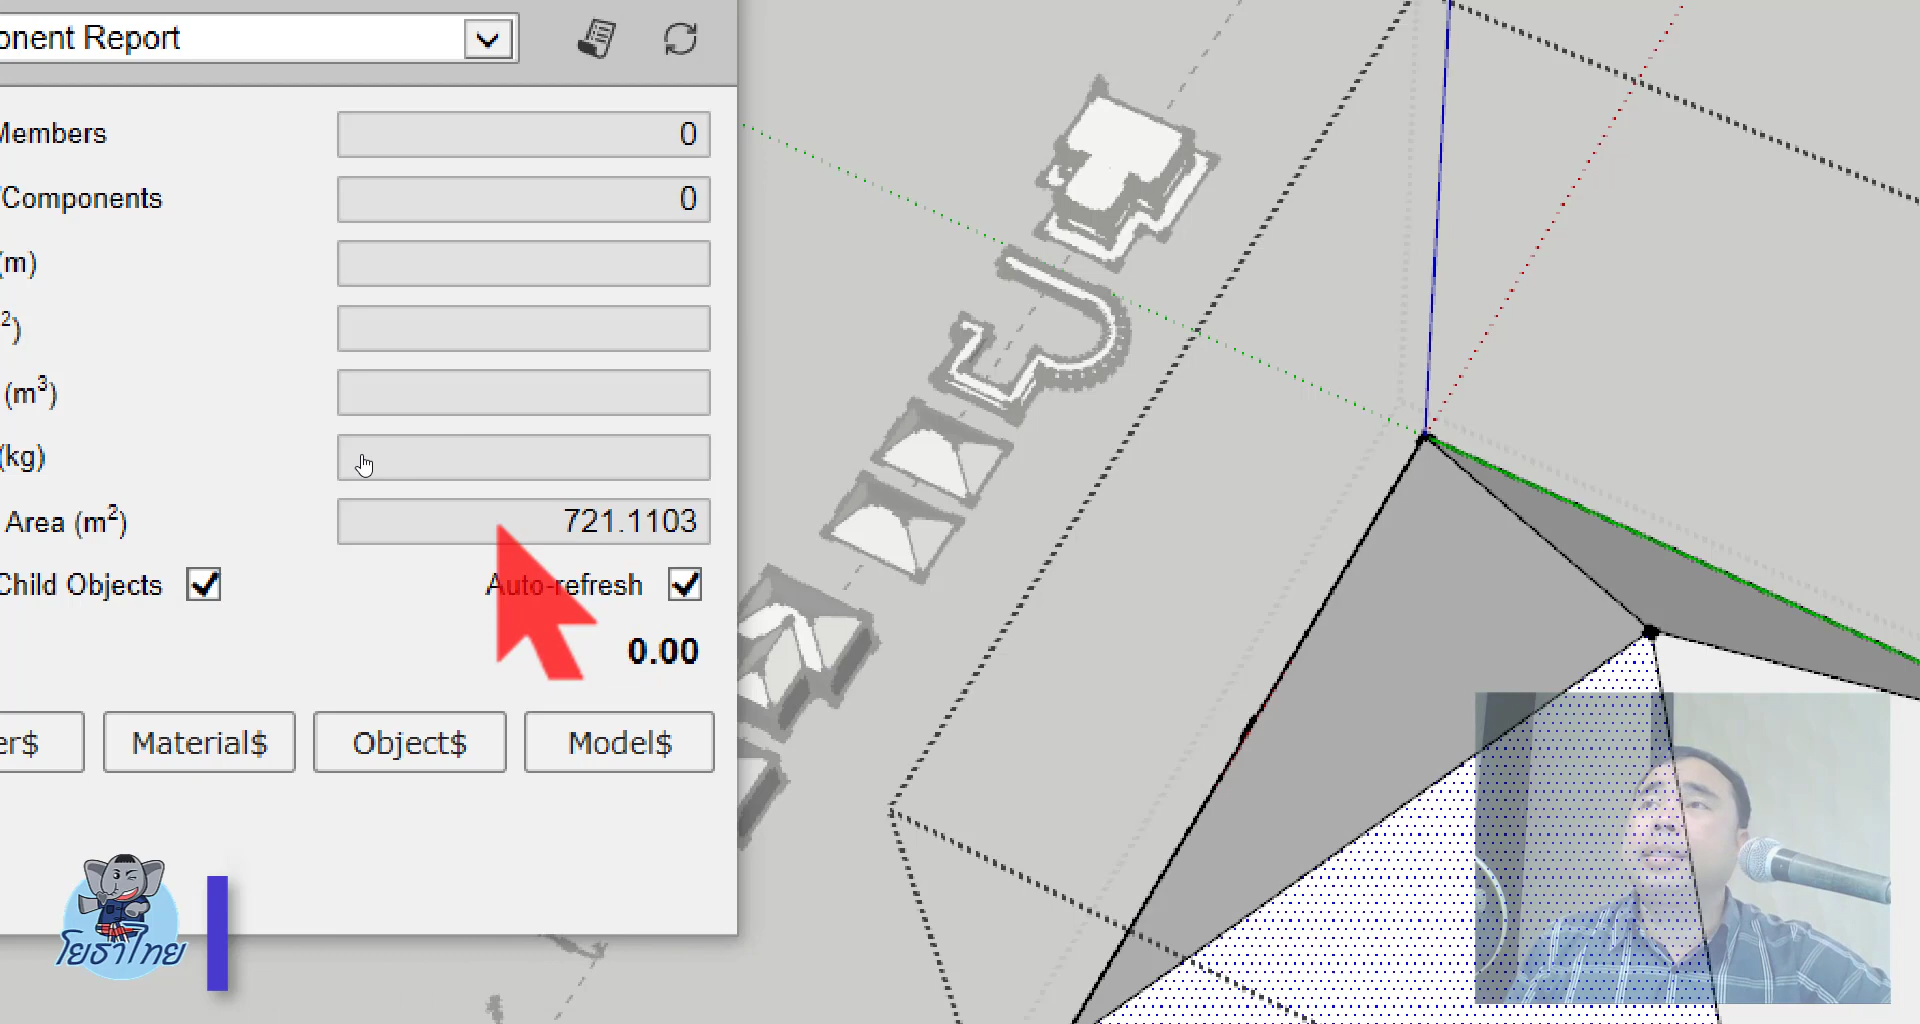 onent Report
Members
0
/Components
0
(m)
2)
(m³)
(kg)
Area (m²)
721.1103
Child Objects
Auto-refresh
0.00
er$
Material$
Object$
Model$
โยธาไทย